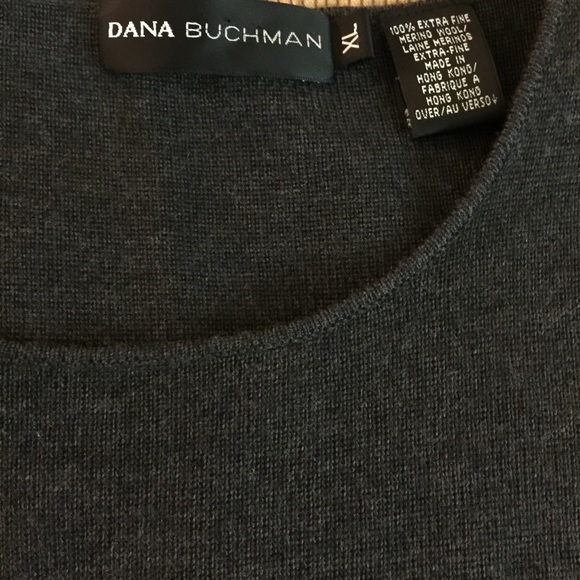 DANA BUCHMAN
XL
100% EXTRA FINE
MERINO WOOL/
LAINE MERINOS
EXTRA-FINE
MADE IN
HONG KONG/
FABRIQUE A
HONG KONG
OVER/AU VERSO↓